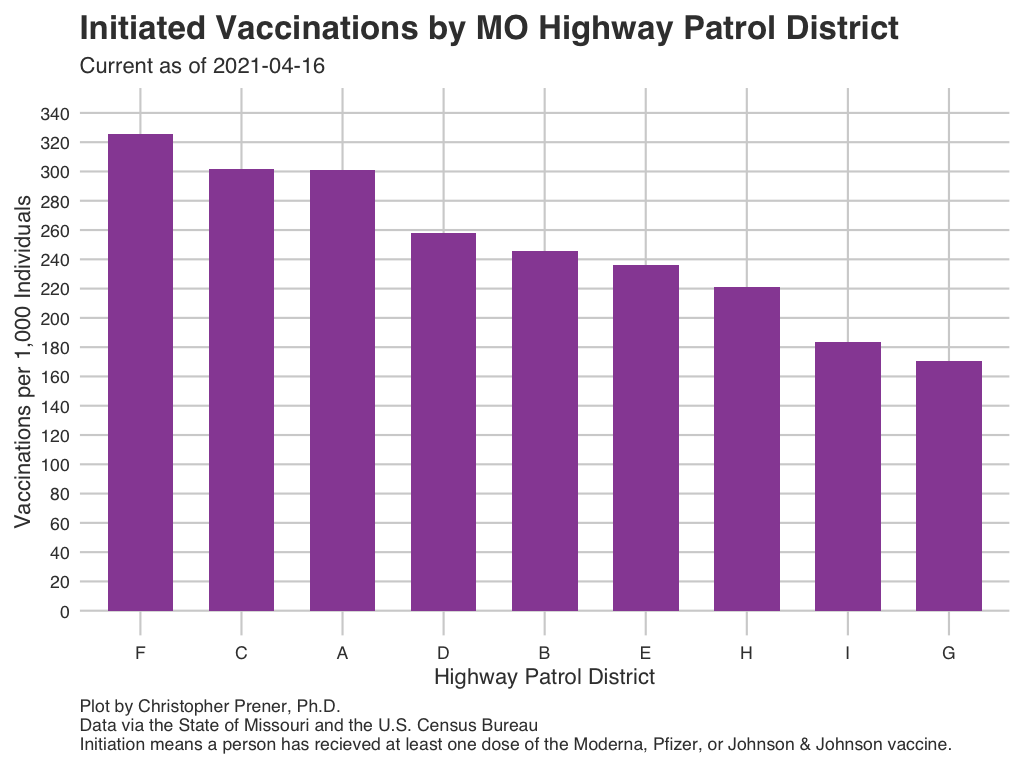 Initiated Vaccinations by MO Highway Patrol District
Current as of 2021-04-16
Vaccinations per 1,000 Individuals
340
320
300
280
260
240
220
200
180
160
140
120
100
80
60
40
20
0
F C A D B E H I G
Highway Patrol District
Plot by Christopher Prener, Ph.D.
Data via the State of Missouri and the U.S. Census Bureau
Initiation means a person has recieved at least one dose of the Moderna, Pfizer, or Johnson & Johnson vaccine.